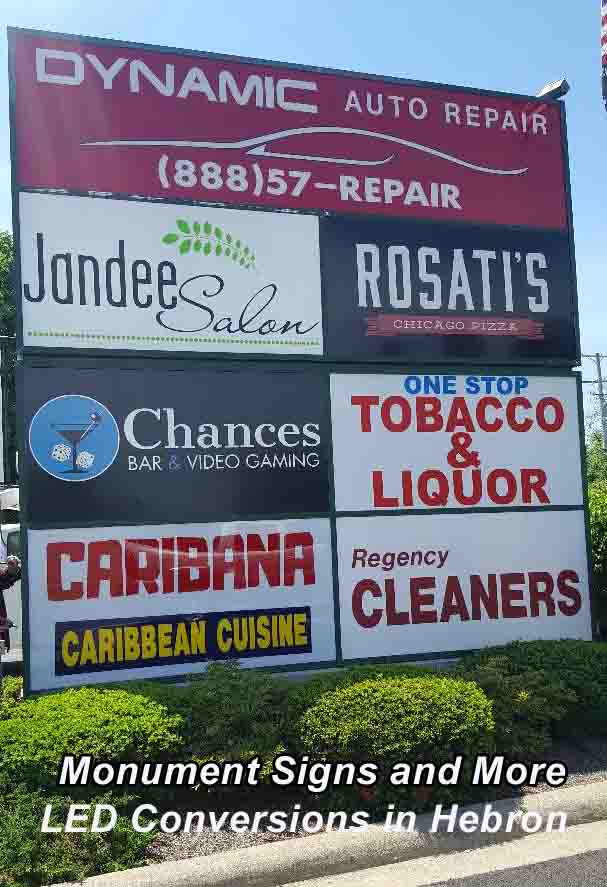 DYNAMIC AUTO REPAIR
(888)57-REPAIR
Jandee
Salon
ROSATI'S
CHICAGO PIZZA
Chances
BAR & VIDEO GAMING
ONE STOP
TOBACCO
&
LIQUOR
CARIBANA
CARIBBEAN CUISINE
Regency
CLEANERS
Monument Signs and More
LED Conversions in Hebron